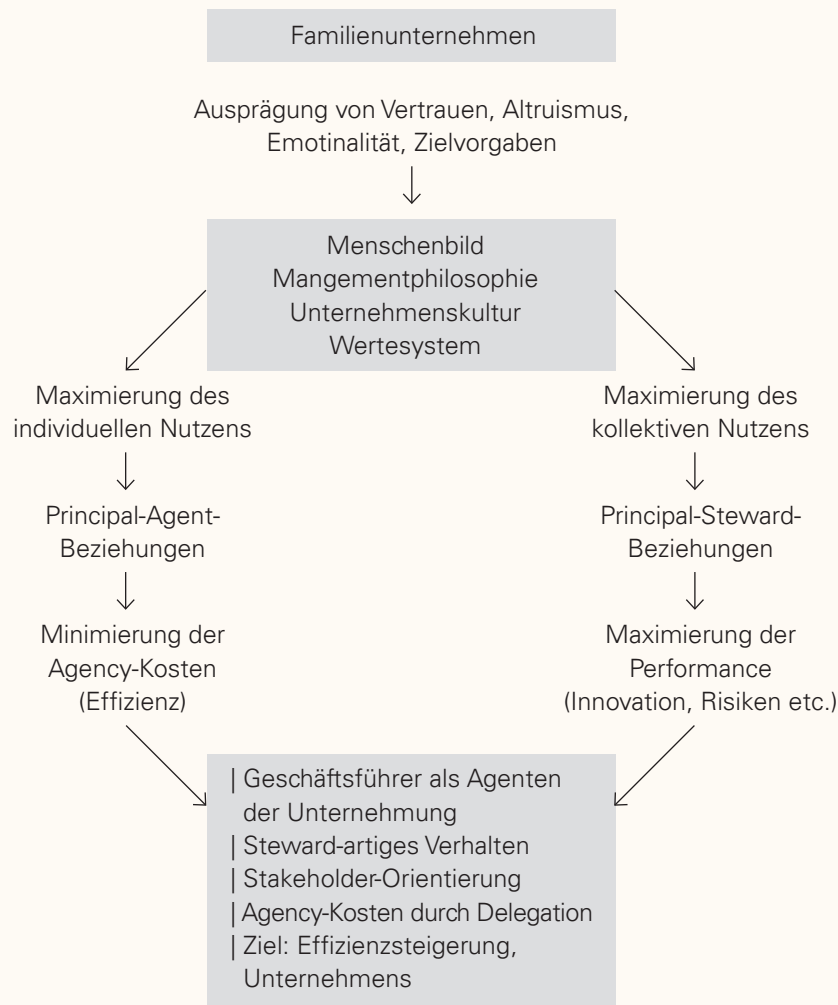 Familienunternehmen
Ausprägung von Vertrauen, Altruismus,
Emotinalität, Zielvorgaben
Menschenbild
Mangementphilosophie
Unternehmenskultur
Wertesystem
Maximierung des
individuellen Nutzens
Principal-Agent-
Beziehungen
Minimierung der
Agency-Kosten
(Effizienz)
Maximierung des
kollektiven Nutzens
Principal-Steward-
Beziehungen
Maximierung der
Performance
(Innovation, Risiken etc.)
| Geschäftsführer als Agenten
der Unternehmung
| Steward-artiges Verhalten
| Stakeholder-Orientierung
| Agency-Kosten durch Delegation
| Ziel: Effizienzsteigerung,
Unternehmens